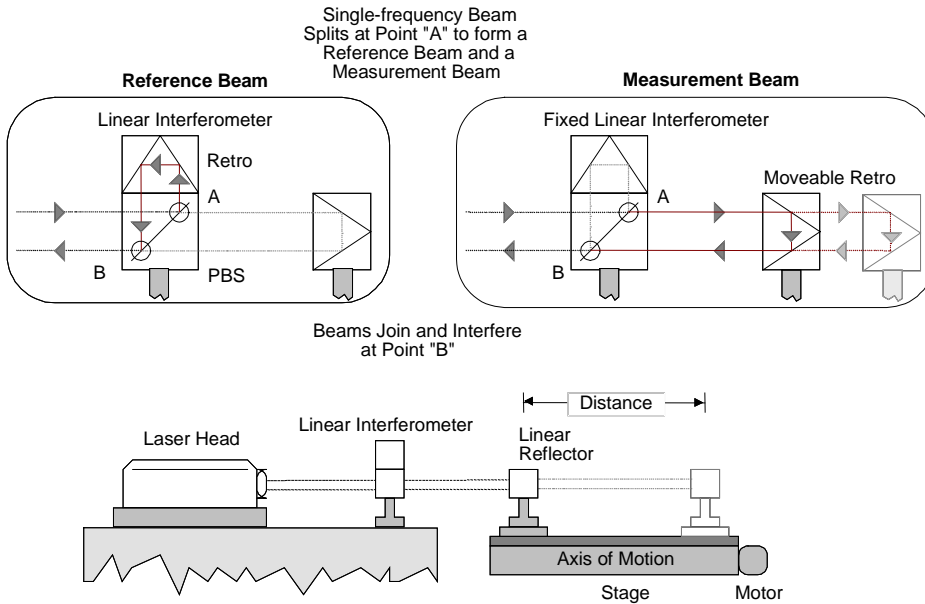 Single-frequency Beam
Splits at Point "A" to form a
Reference Beam and a
Measurement Beam
Reference Beam
Linear Interferometer
Retro
A
B
PBS
Measurement Beam
Fixed Linear Interferometer
Moveable Retro
A
B
Beams Join and Interfere
at Point "B"
Distance
Laser Head
Linear Interferometer
Linear
Reflector
Axis of Motion
Stage
Motor